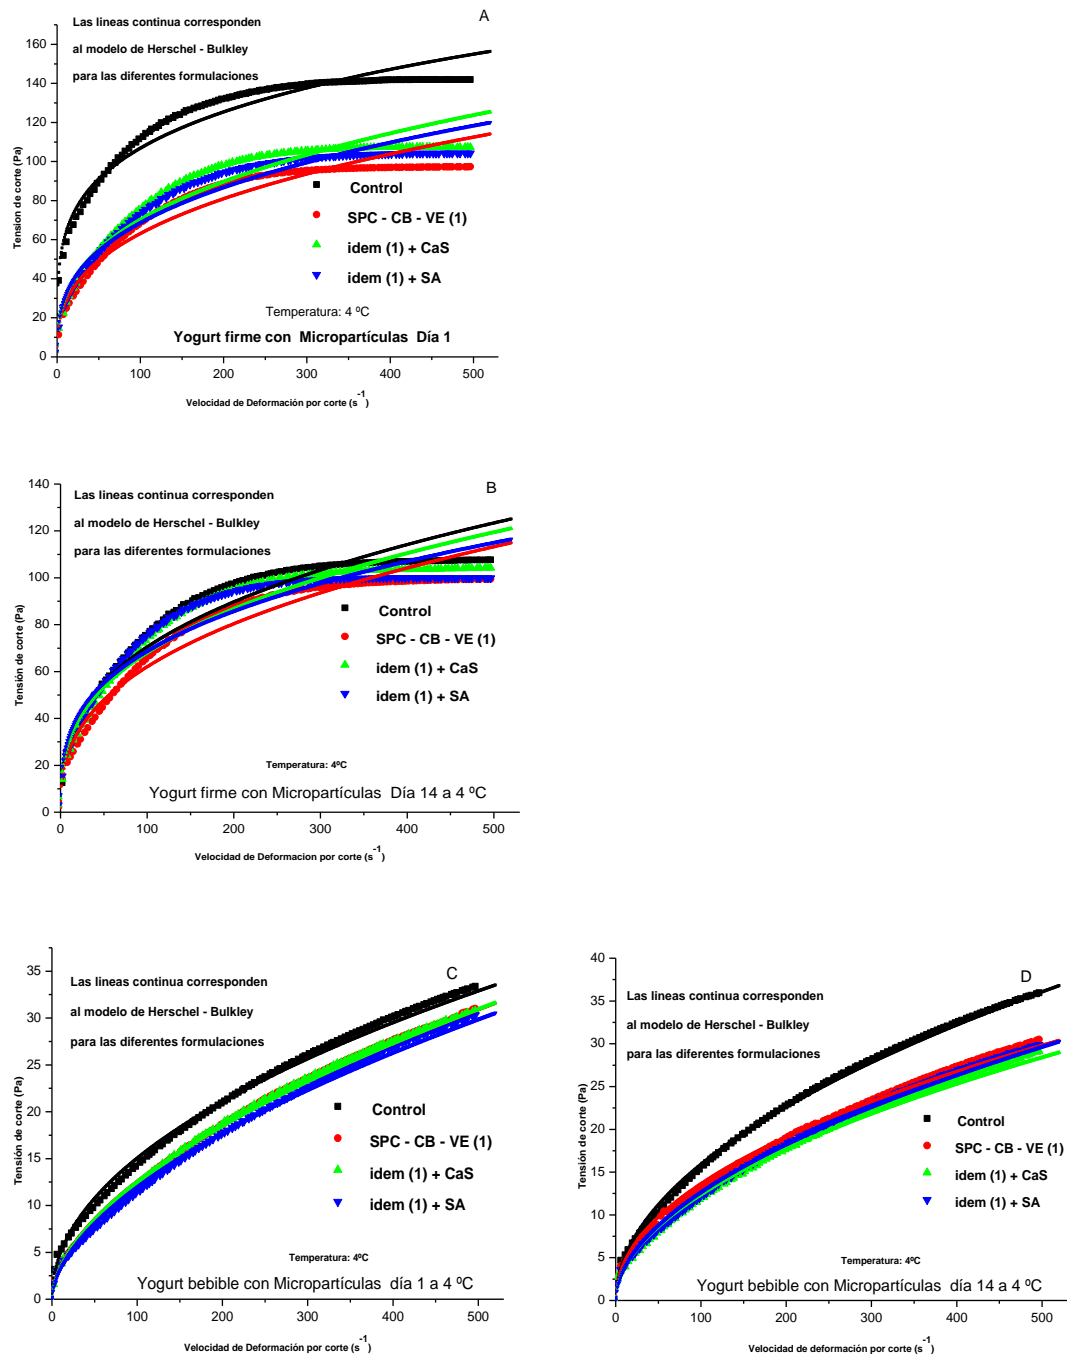 A
Las lineas continua corresponden
al modelo de Herschel - Bulkley
para las diferentes formulaciones
160
140
120
100
80
60
40
20
0
Tension de corte (Pa)
Control
SPC - CB - VE (1)
idem (1) + CaS
idem (1) + SA
Temperatura: 4 ºC
Yogurt firme con Micropartículas Día 1
0 100 200 300 400 500
Velocidad de Deformación por corte (s-1)
B
Las lineas continua corresponden
al modelo de Herschel - Bulkley
para las diferentes formulaciones
140
120
100
80
60
40
20
0
Tensión de corte (Pa)
Control
SPC - CB - VE (1)
idem (1) + CaS
idem (1) + SA
Temperatura: 4ºC
Yogurt firme con Micropartículas Día 14 a 4 ºC
0 100 200 300 400 500
Velocidad de Deformacion por corte (s-1)
C
Las lineas continua corresponden
al modelo de Herschel - Bulkley
para las diferentes formulaciones
35
30
25
20
15
10
5
0
Tensión de corte (Pa)
Control
SPC - CB - VE (1)
idem (1) + CaS
idem (1) + SA
Temperatura: 4ºC
Yogurt bebible con Micropartículas día 1 a 4 ºC
0 100 200 300 400 500
Velocidad de Deformación por corte (s-1)
D
Las lineas continua corresponden
al modelo de Herschel - Bulkley
para las diferentes formulaciones
40
35
30
25
20
15
10
5
0
Tensión de corte (Pa)
Control
SPC - CB - VE (1)
idem (1) + CaS
idem (1) + SA
Temperatura: 4ºC
Yogurt bebible con Micropartículas día 14 a 4 ºC
0 100 200 300 400 500
Velocidad de deformación por corte (s-1)